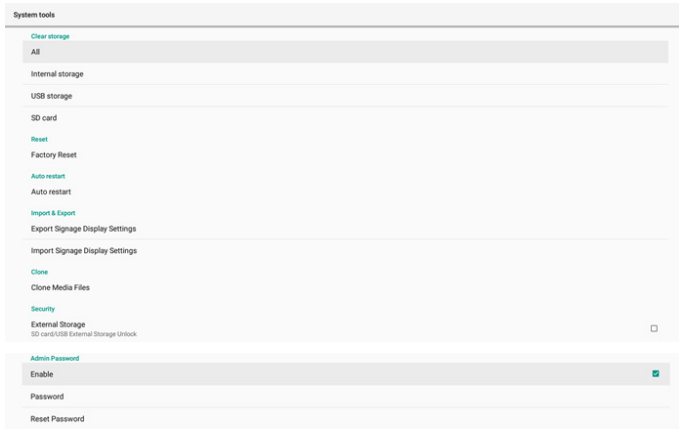 System tools
Clear storage
All
Internal storage
USB storage
SD card
Reset
Factory Reset
Auto restart
Auto restart
Import & Export
Export Signage Display Settings
Import Signage Display Settings
Clone
Clone Media Files
Security
External Storage
SD card/USB External Storage Unlock
Admin Password
Enable
Password
Reset Password